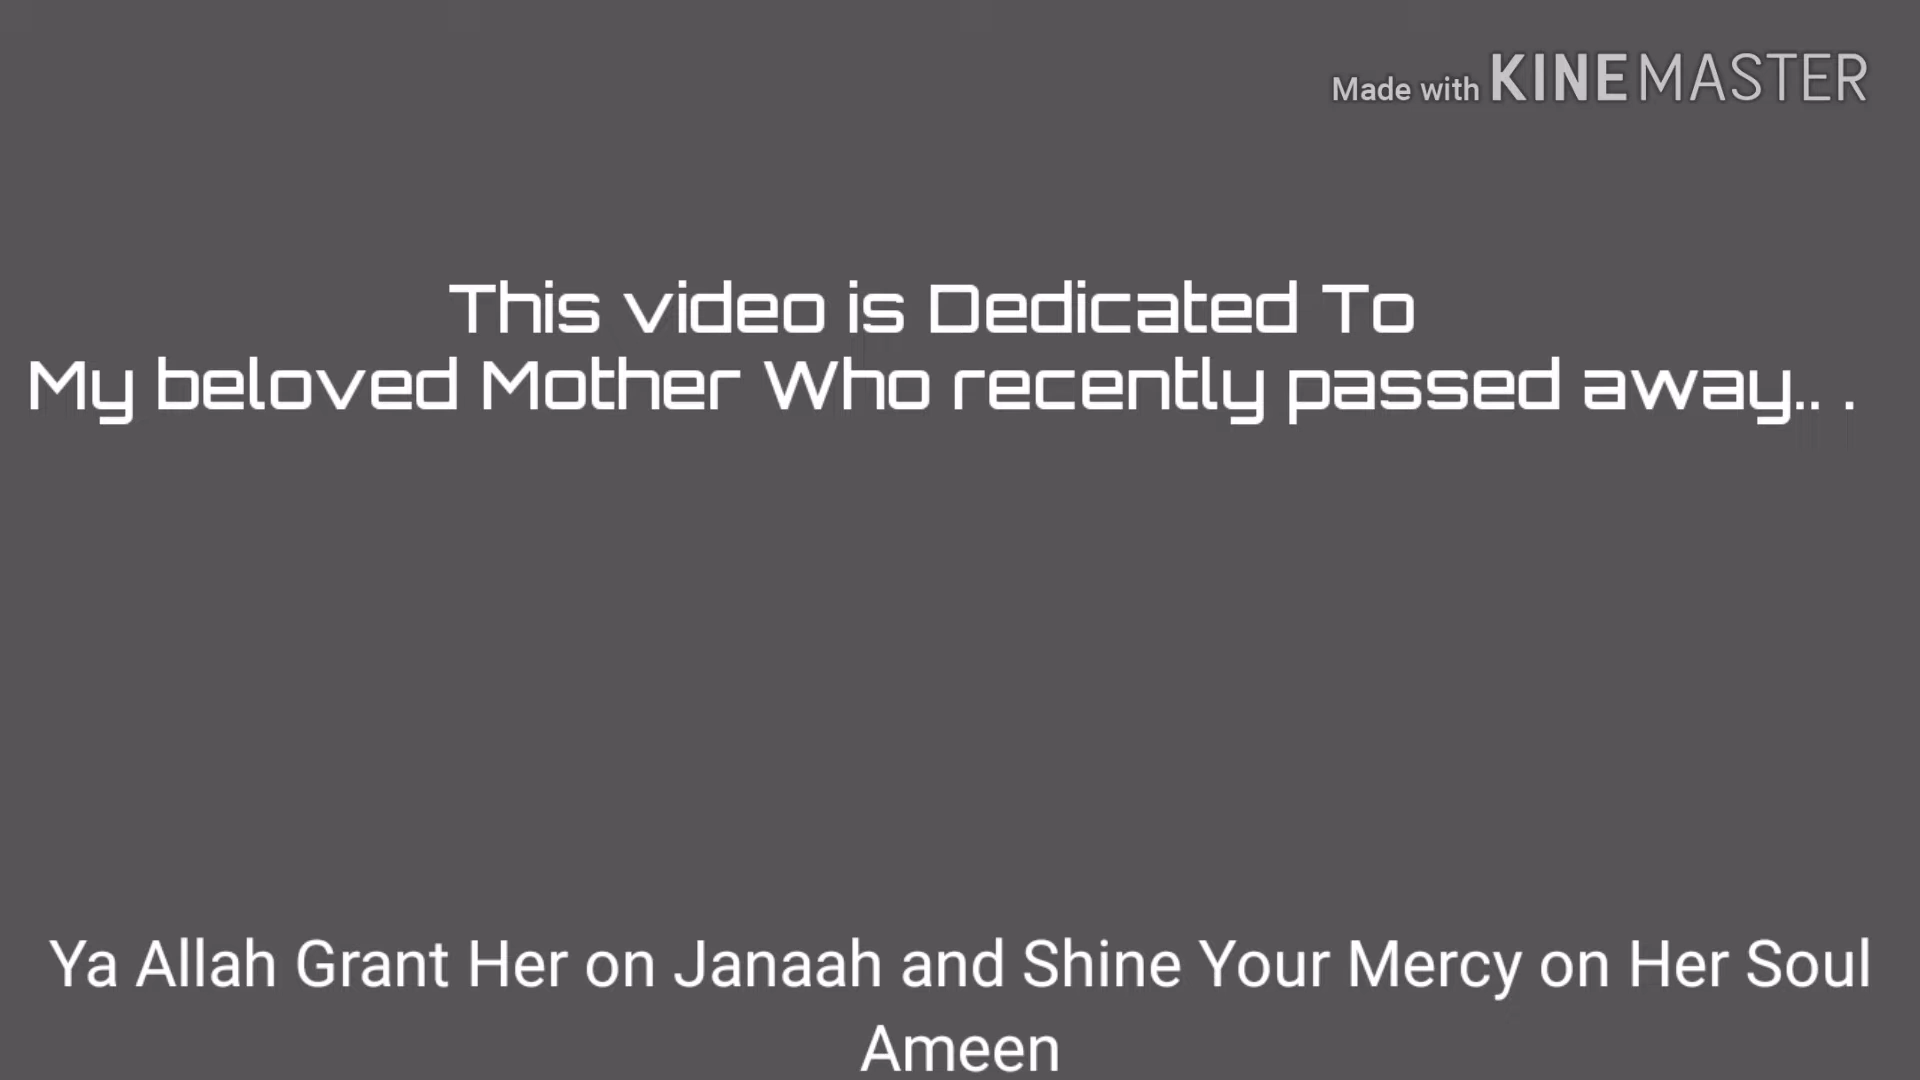 Made with KINEMASTER
This video is Dedicated To
My beloved Mother Who recently passed away.. .
Ya Allah Grant Her on Janaah and Shine Your Mercy on Her Soul
Ameen